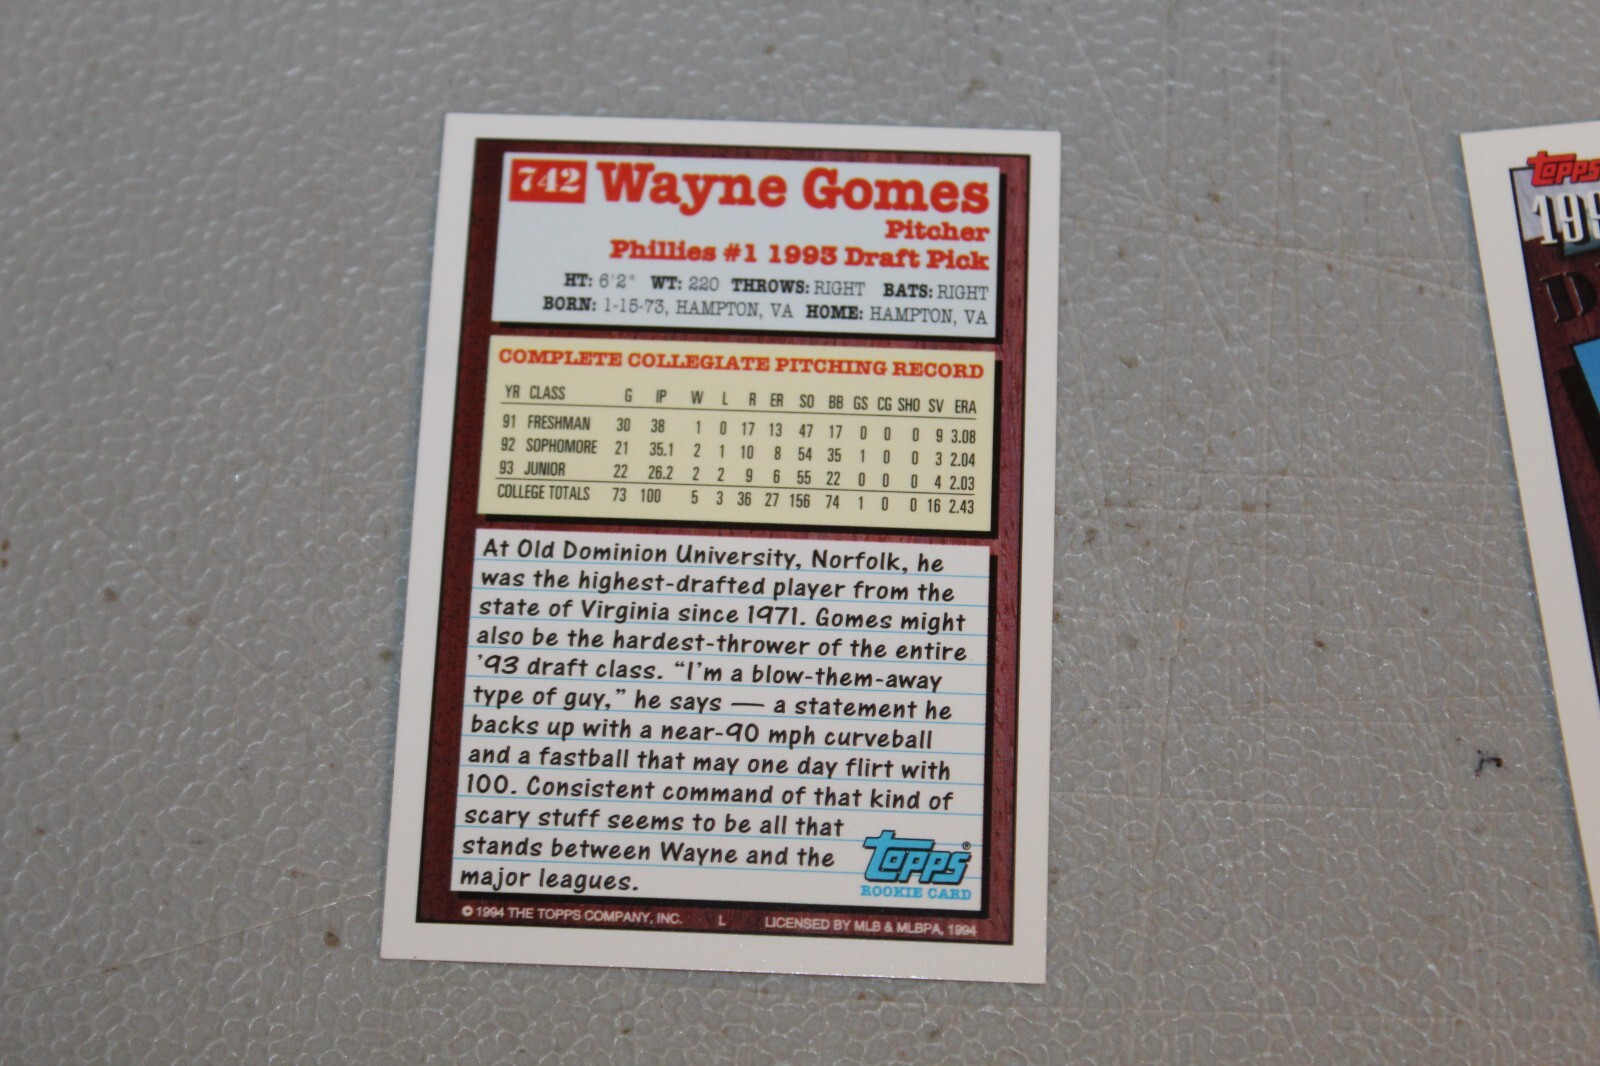 742 Wayne Gomes
Pitcher
Phillies #1 1993 Draft Pick
HT: 6'2" WT: 220 THROWS: RIGHT BATS: RIGHT
BORN: 1-15-73, HAMPTON, VA HOME: HAMPTON, VA
COMPLETE COLLEGIATE PITCHING RECORD
YR CLASS G IP W L R ER SO BB GS CG SHO SV ERA
91 FRESHMAN 30 38 1 0 17 13 47 17 0 0 0 9 3.08
92 SOPHOMORE 21 35.1 2 1 10 8 54 35 1 0 0 3 2.04
93 JUNIOR 22 26.2 2 2 9 6 55 22 0 0 0 4 2.03
COLLEGE TOTALS 73 100 5 3 36 27 156 74 1 0 0 16 2.43
At Old Dominion University, Norfolk, he
was the highest-drafted player from the
state of Virginia since 1971. Gomes might
also be the hardest-thrower of the entire
'93 draft class. "I'm a blow-them-away
type of guy," he says — a statement he
backs up with a near-90 mph curveball
and a fastball that may one day flirt with
100. Consistent command of that kind of
scary stuff seems to be all that
stands between Wayne and the
major leagues.
topps®
ROOKIE CARD
© 1994 THE TOPPS COMPANY, INC. L LICENSED BY MLB & MLBPA, 1994
topps